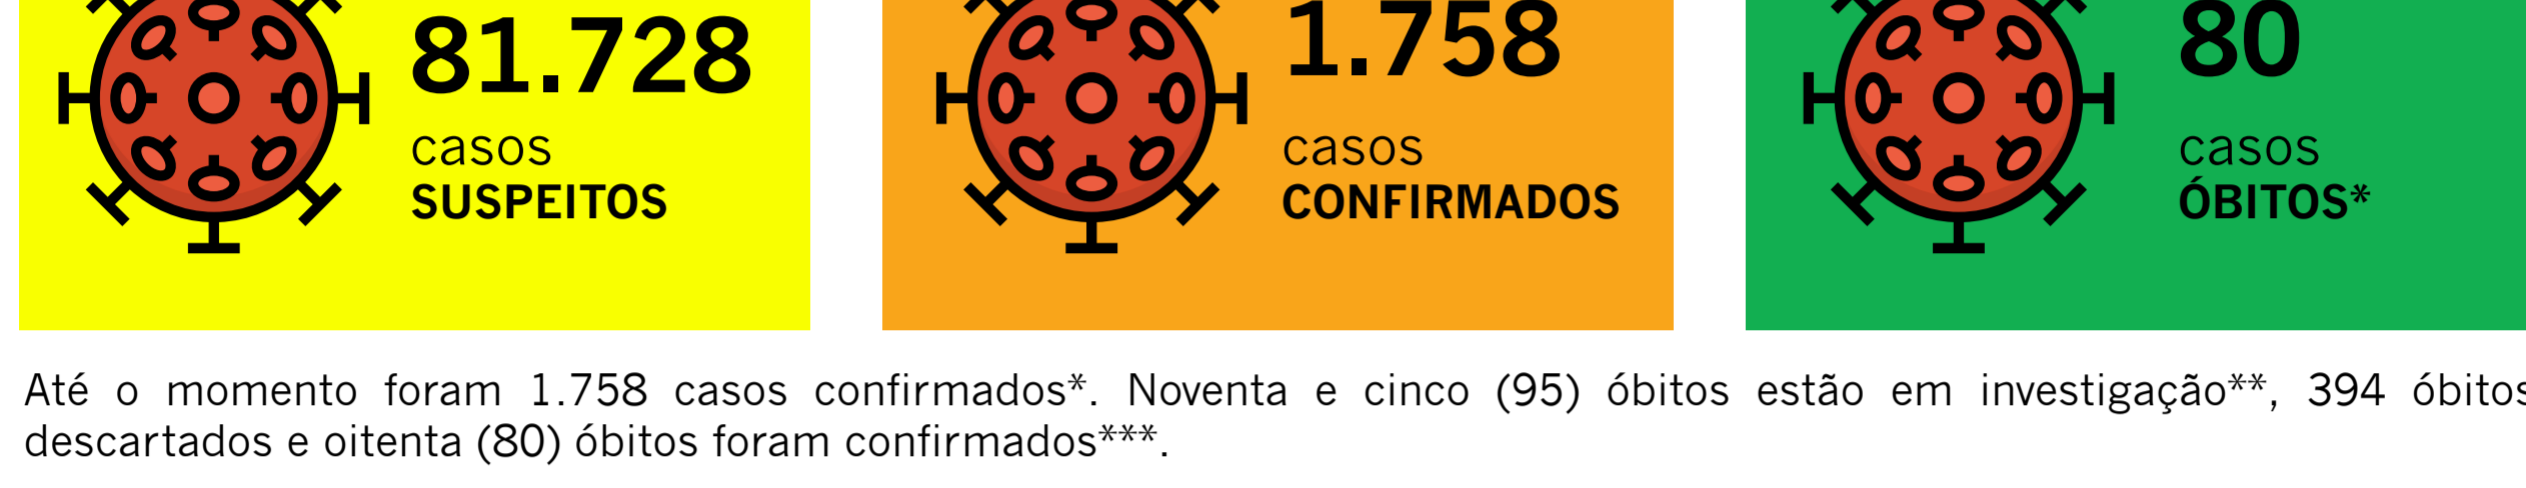 81.728
casos
SUSPEITOS
1.758
casos
CONFIRMADOS
80
casos
ÓBITOS*
Até o momento foram 1.758 casos confirmados*. Noventa e cinco (95) óbitos estão em investigação**, 394 óbitos
descartados e oitenta (80) óbitos foram confirmados***.